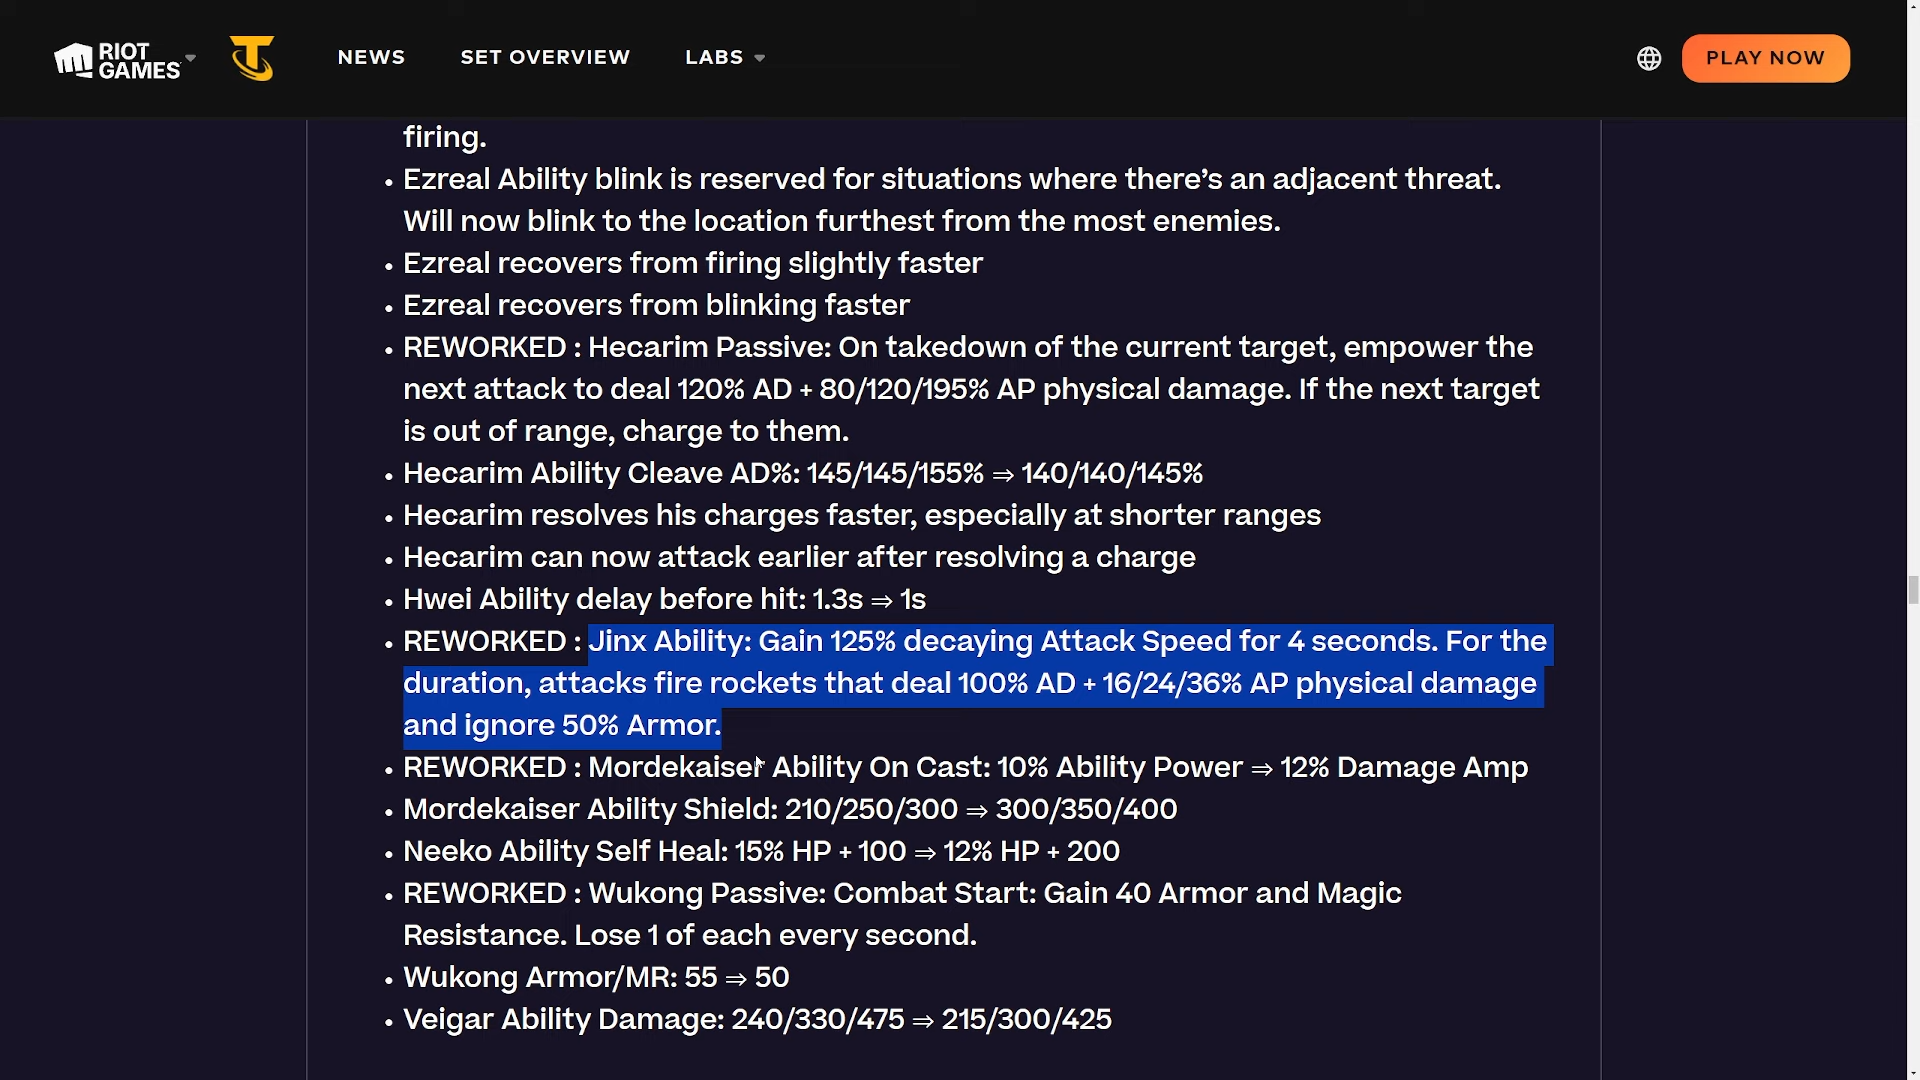 RIOT GAMES
NEWS
SET OVERVIEW
LABS
PLAY NOW
firing.
• Ezreal Ability blink is reserved for situations where there’s an adjacent threat.
Will now blink to the location furthest from the most enemies.
• Ezreal recovers from firing slightly faster
• Ezreal recovers from blinking faster
• REWORKED : Hecarim Passive: On takedown of the current target, empower the
next attack to deal 120% AD + 80/120/195% AP physical damage. If the next target
is out of range, charge to them.
• Hecarim Ability Cleave AD%: 145/145/155% ⇒ 140/140/145%
• Hecarim resolves his charges faster, especially at shorter ranges
• Hecarim can now attack earlier after resolving a charge
• Hwei Ability delay before hit: 1.3s ⇒ 1s
• REWORKED : Jinx Ability: Gain 125% decaying Attack Speed for 4 seconds. For the
duration, attacks fire rockets that deal 100% AD + 16/24/36% AP physical damage
and ignore 50% Armor.
• REWORKED : Mordekaiser Ability On Cast: 10% Ability Power ⇒ 12% Damage Amp
• Mordekaiser Ability Shield: 210/250/300 ⇒ 300/350/400
• Neeko Ability Self Heal: 15% HP + 100 ⇒ 12% HP + 200
• REWORKED : Wukong Passive: Combat Start: Gain 40 Armor and Magic
Resistance. Lose 1 of each every second.
• Wukong Armor/MR: 55 ⇒ 50
• Veigar Ability Damage: 240/330/475 ⇒ 215/300/425